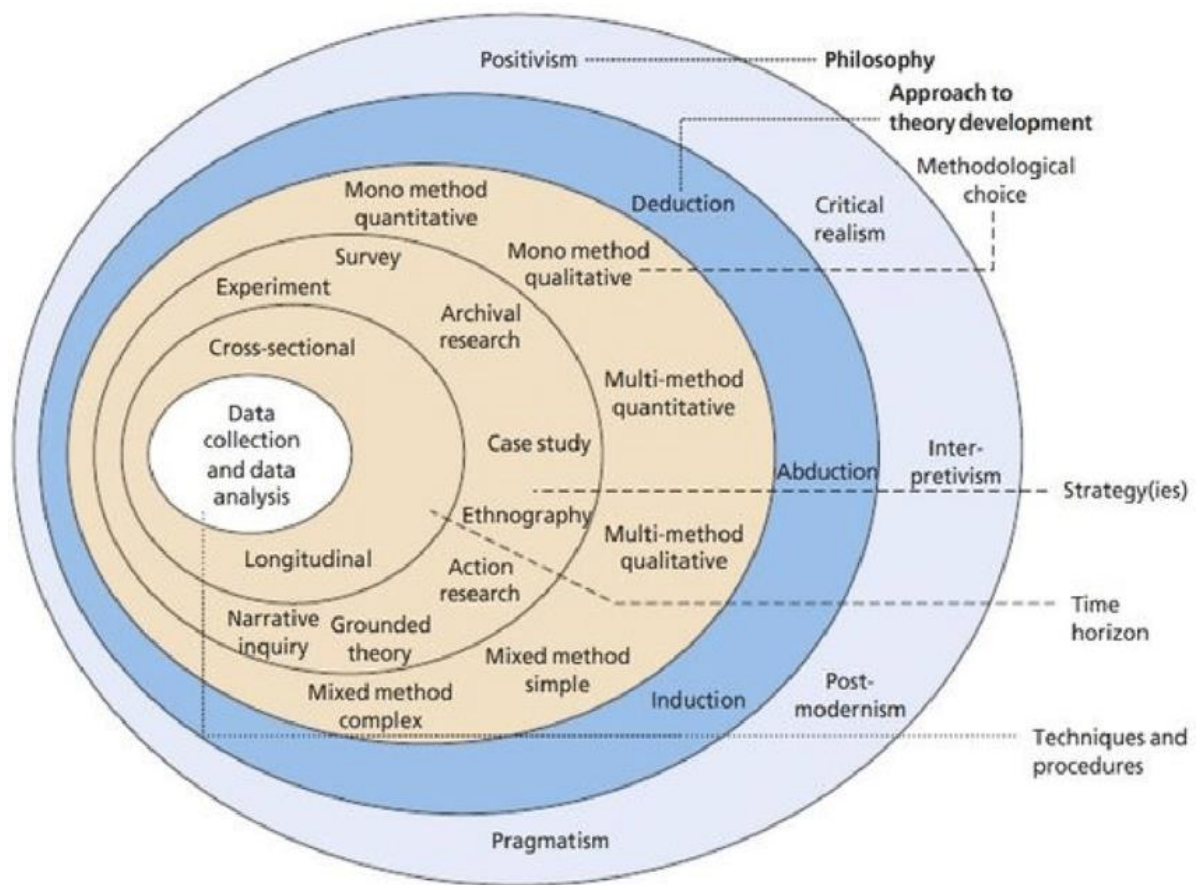 Positivism
Philosophy
Approach to
theory development
Methodological
choice
Mono method
quantitative
Deduction
Critical
realism
Survey
Mono method
qualitative
Experiment
Archival
research
Cross-sectional
Multi-method
quantitative
Data
collection
and data
analysis
Case study
Abduction
Inter-
pretivism
Strategy(ies)
Ethnography
Multi-method
qualitative
Longitudinal
Action
research
Time
horizon
Narrative
inquiry
Grounded
theory
Mixed method
simple
Mixed method
complex
Induction
Post-
modernism
Techniques and
procedures
Pragmatism